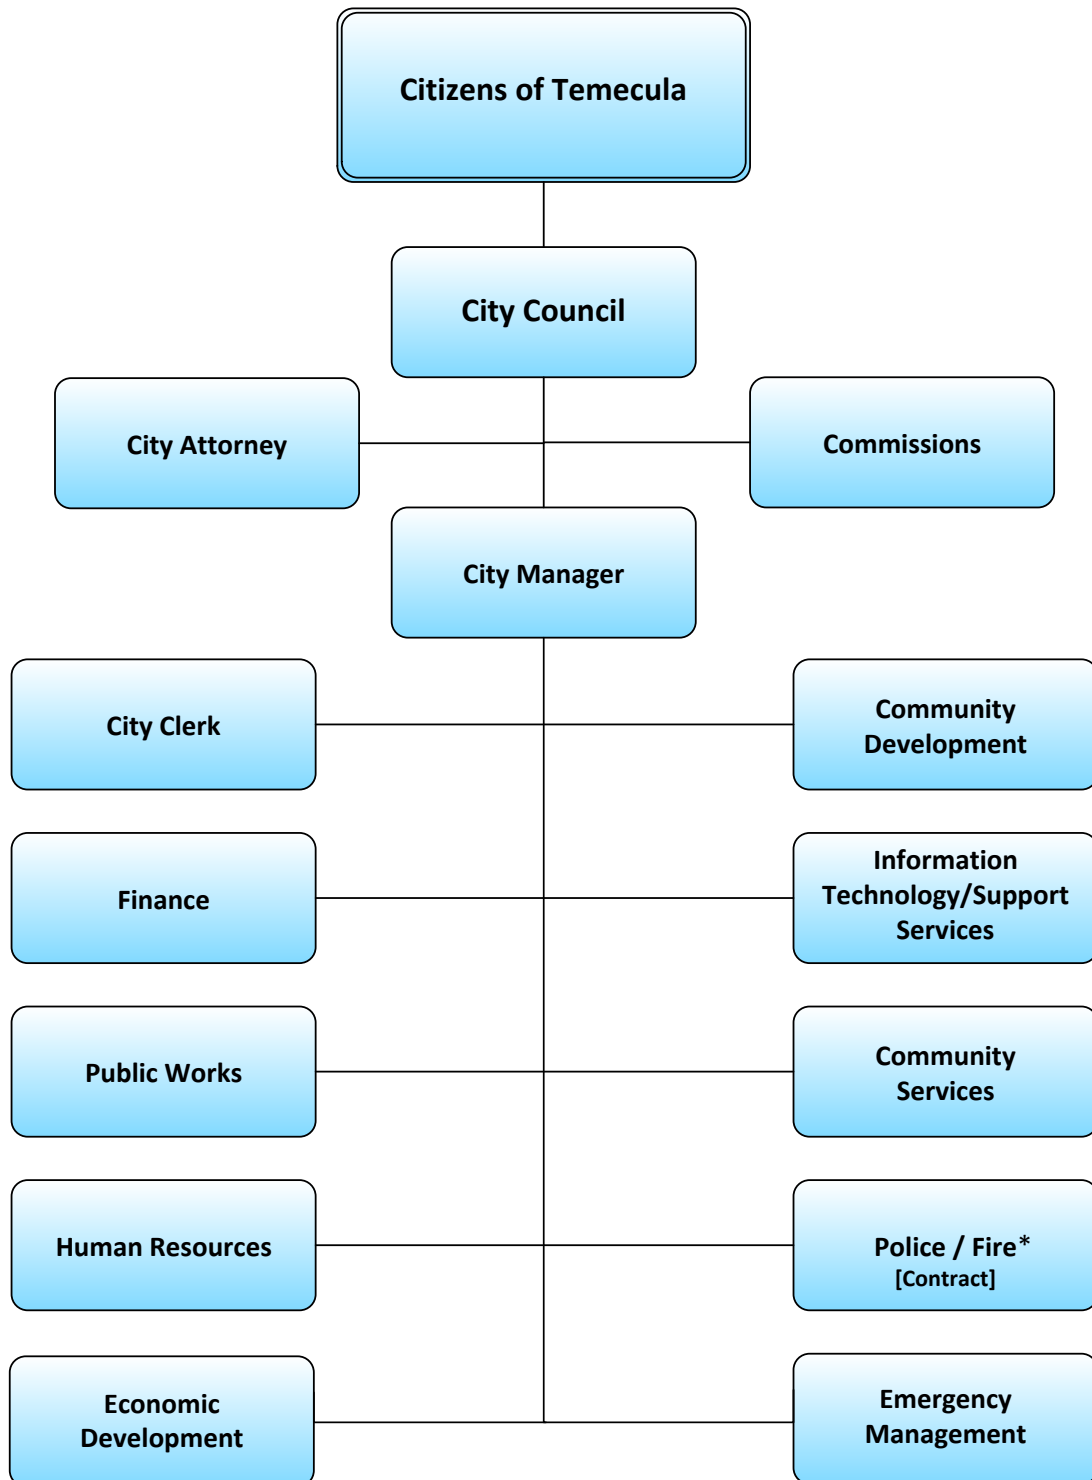 Citizens of Temecula
City Council
City Attorney
Commissions
City Manager
City Clerk
Community
Development
Finance
Information
Technology/Support
Services
Public Works
Community
Services
Human Resources
Police / Fire*
[Contract]
Economic
Development
Emergency
Management